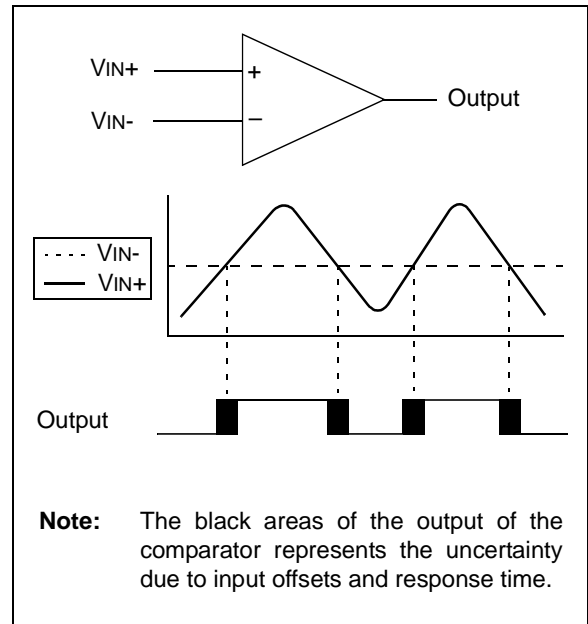 VIN+
+
Output
VIN-
−
VIN-
VIN+
Output
Note: The black areas of the output of the
comparator represents the uncertainty
due to input offsets and response time.